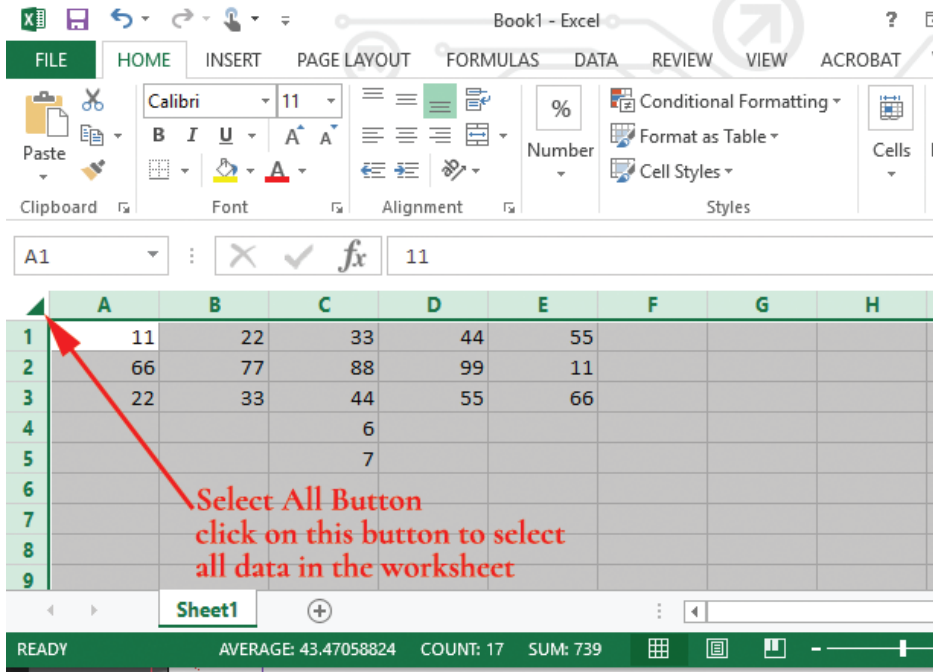 Book1 - Excel ?
FILE HOME INSERT PAGE LAYOUT FORMULAS DATA REVIEW VIEW ACROBAT
Calibri 11 % Conditional Formatting
B I U A A Format as Table
Paste Number Cells
A Cell Styles
Clipboard Font Alignment Styles
A1 fx 11
A B C D E F G H
1 11 22 33 44 55
2 66 77 88 99 11
3 22 33 44 55 66
4 6
5 7
6
7
8
9
Select All Button
click on this button to select
all data in the worksheet
Sheet1
READY AVERAGE: 43.47058824 COUNT: 17 SUM: 739